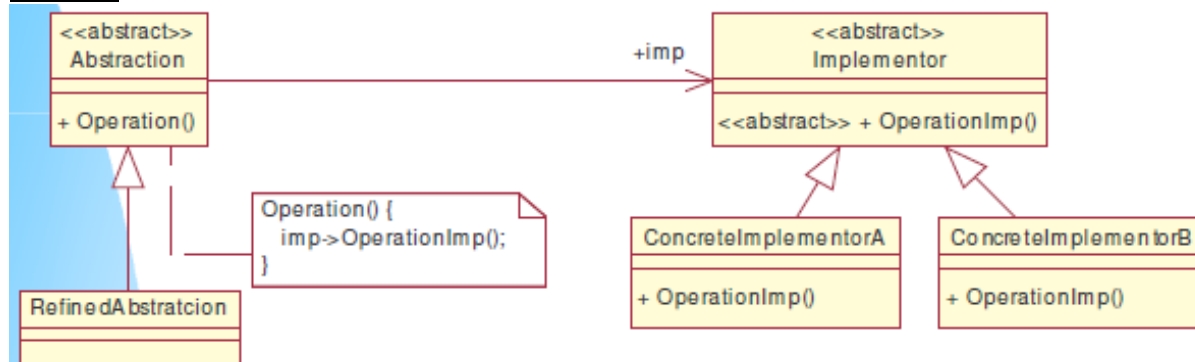 <<abstract>>
Abstraction
+ Operation()
+imp
<<abstract>>
Implementor
<<abstract>> + OperationImp()
Operation() {
imp->OperationImp();
}
RefinedAbstratcion
ConcreteImplementorA
+ OperationImp()
ConcreteImplementorB
+ OperationImp()